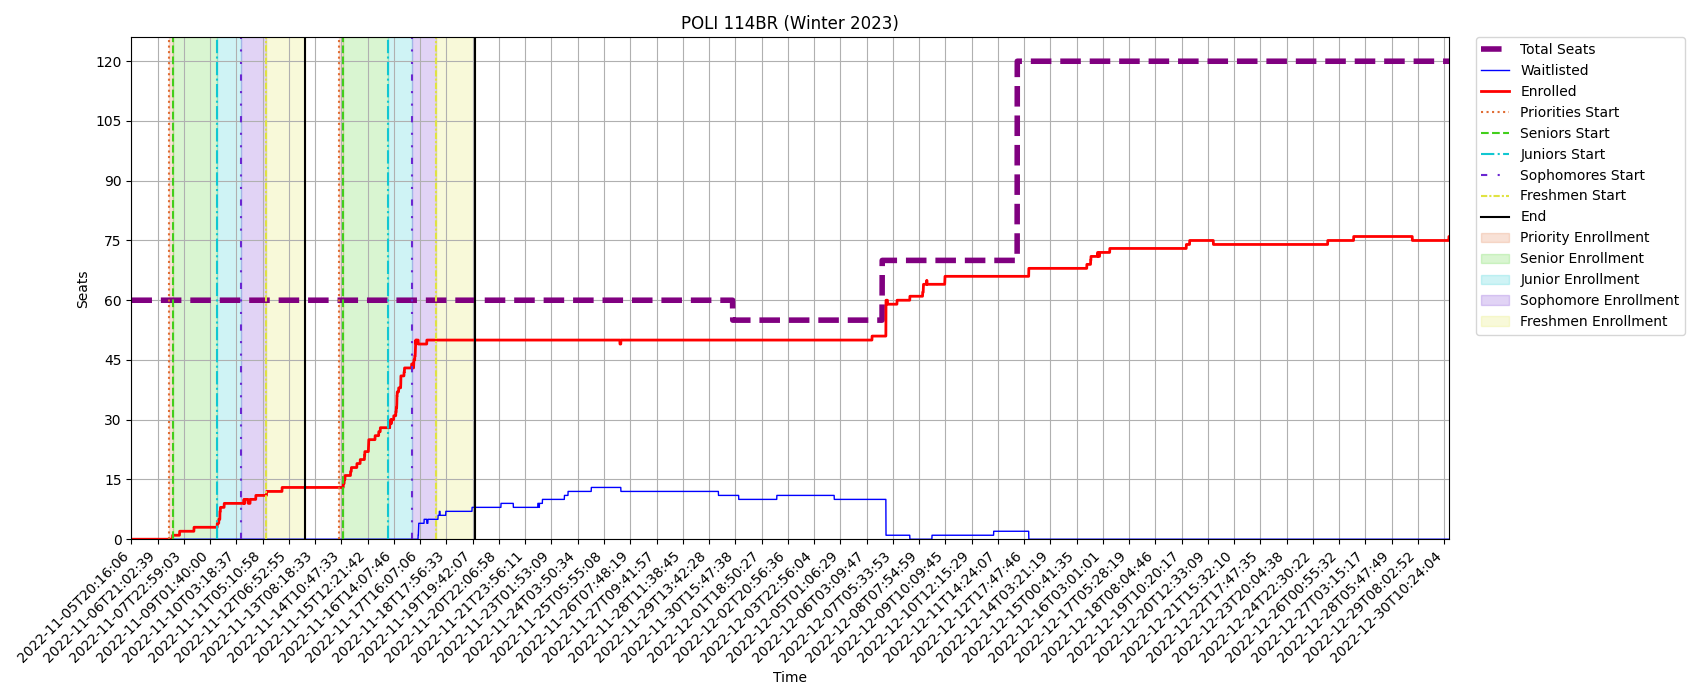 POLI 114BR (Winter 2023)
Total Seats
Waitlisted
Enrolled
Priorities Start
Seniors Start
Juniors Start
Sophomores Start
Freshmen Start
End
Priority Enrollment
Senior Enrollment
Junior Enrollment
Sophomore Enrollment
Freshmen Enrollment
Seats
120
105
90
75
60
45
30
15
0
2022-11-05T20:16:06
2022-11-06T21:02:39
2022-11-07T22:59:03
2022-11-09T01:40:00
2022-11-10T03:18:37
2022-11-11T05:10:58
2022-11-12T06:52:55
2022-11-13T08:18:33
2022-11-14T10:47:33
2022-11-15T12:21:42
2022-11-16T14:07:46
2022-11-17T16:07:06
2022-11-18T17:56:33
2022-11-19T19:42:07
2022-11-20T22:06:58
2022-11-21T23:56:11
2022-11-23T01:53:09
2022-11-24T03:50:34
2022-11-25T05:55:08
2022-11-26T07:48:19
2022-11-27T09:41:57
2022-11-28T11:38:45
2022-11-29T13:42:28
2022-11-30T15:47:38
2022-12-01T18:50:27
2022-12-02T20:56:36
2022-12-03T22:56:04
2022-12-05T01:06:29
2022-12-06T03:09:47
2022-12-07T05:33:53
2022-12-08T07:54:59
2022-12-09T10:09:45
2022-12-10T12:15:29
2022-12-11T14:24:07
2022-12-12T17:47:46
2022-12-14T03:21:19
2022-12-15T00:41:35
2022-12-16T03:01:01
2022-12-17T05:28:19
2022-12-18T08:04:46
2022-12-19T10:20:17
2022-12-20T12:33:09
2022-12-21T15:32:10
2022-12-22T17:47:35
2022-12-23T20:04:38
2022-12-24T22:30:22
2022-12-26T00:55:32
2022-12-27T03:15:17
2022-12-28T05:47:49
2022-12-29T08:02:52
2022-12-30T10:24:04
Time